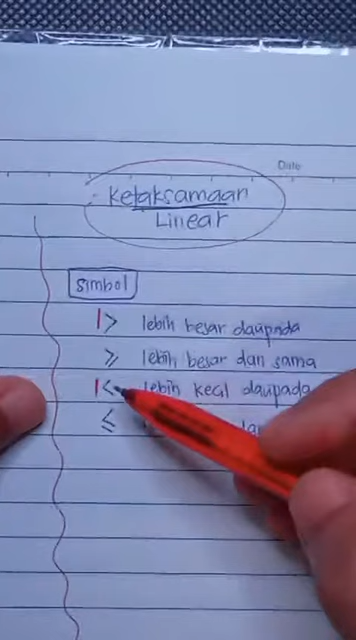 Date
Ketaksamaan
Linear
Simbol
> lebih besar daripada
≥ lebih besar dan sama
< lebih kecil daripada
≤